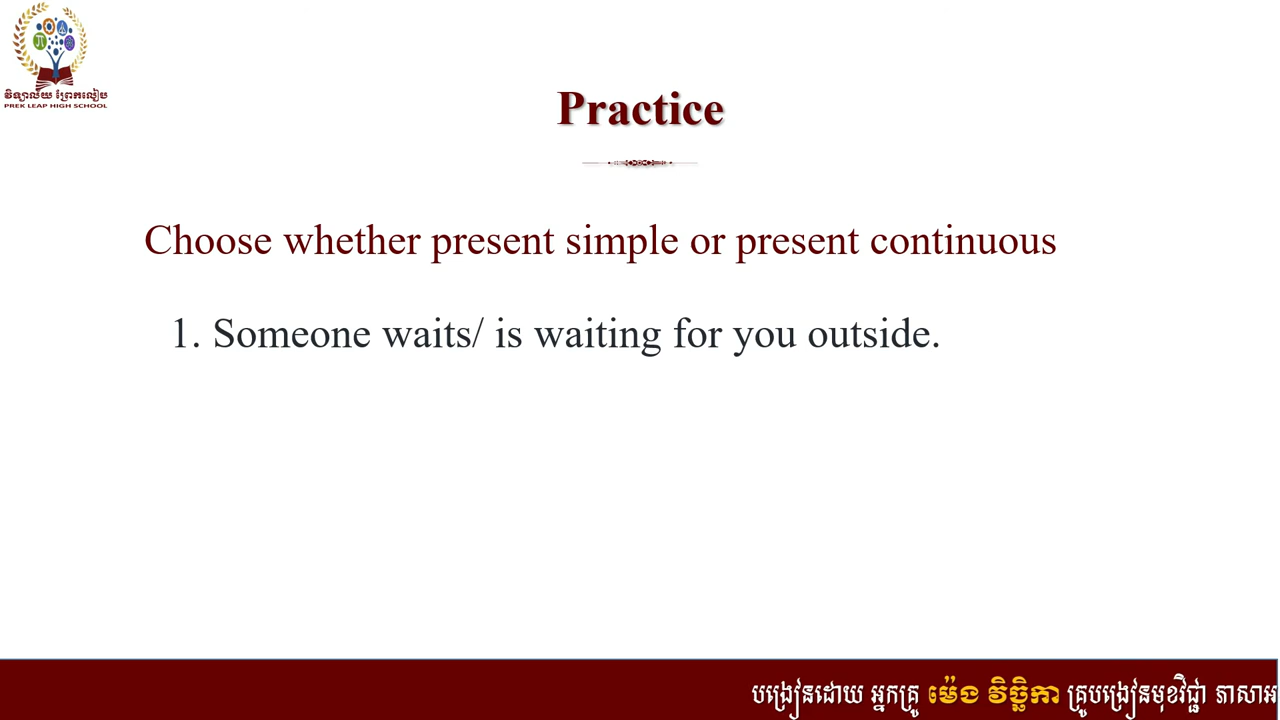 វិទ្យាល័យ ព្រែកលៀប
PREK LEAP HIGH SCHOOL
Practice
Choose whether present simple or present continuous
1. Someone waits/ is waiting for you outside.
បង្រៀនដោយ អ្នកគ្រូ ម៉េង វិច្ឆិកា គ្រូបង្រៀនមុខវិជ្ជា ភាសាអ